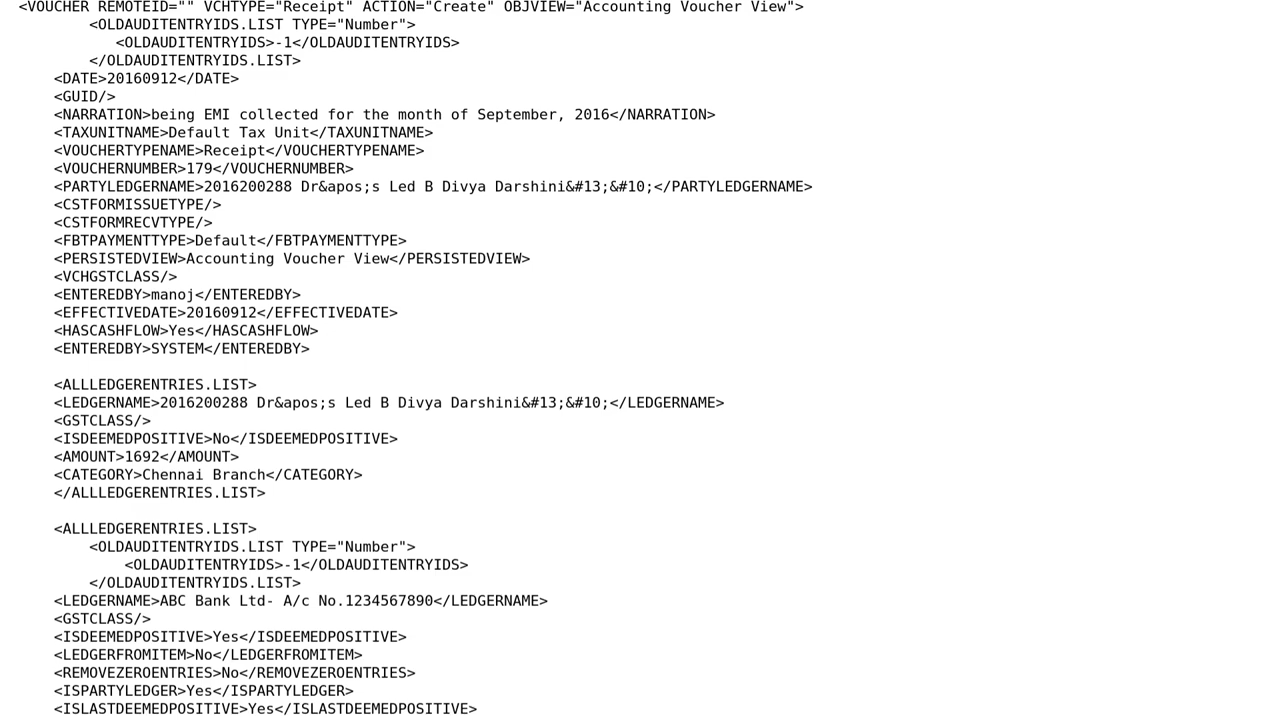 <VOUCHER REMOTEID="" VCHTYPE="Receipt" ACTION="Create" OBJVIEW="Accounting Voucher View">
<OLDAUDITENTRYIDS.LIST TYPE="Number">
<OLDAUDITENTRYIDS>-1</OLDAUDITENTRYIDS>
</OLDAUDITENTRYIDS.LIST>
<DATE>20160912</DATE>
<GUID/>
<NARRATION>being EMI collected for the month of September, 2016</NARRATION>
<TAXUNITNAME>Default Tax Unit</TAXUNITNAME>
<VOUCHERTYPENAME>Receipt</VOUCHERTYPENAME>
<VOUCHERNUMBER>179</VOUCHERNUMBER>
<PARTYLEDGERNAME>2016200288 Dr&apos;s Led B Divya Darshini&#13;&#10;</PARTYLEDGERNAME>
<CSTFORMISSUETYPE/>
<CSTFORMRECVTYPE/>
<FBTPAYMENTTYPE>Default</FBTPAYMENTTYPE>
<PERSISTEDVIEW>Accounting Voucher View</PERSISTEDVIEW>
<VCHGSTCLASS/>
<ENTEREDBY>manoj</ENTEREDBY>
<EFFECTIVEDATE>20160912</EFFECTIVEDATE>
<HASCASHFLOW>Yes</HASCASHFLOW>
<ENTEREDBY>SYSTEM</ENTEREDBY>
<ALLLEDGERENTRIES.LIST>
<LEDGERNAME>2016200288 Dr&apos;s Led B Divya Darshini&#13;&#10;</LEDGERNAME>
<GSTCLASS/>
<ISDEEMEDPOSITIVE>No</ISDEEMEDPOSITIVE>
<AMOUNT>1692</AMOUNT>
<CATEGORY>Chennai Branch</CATEGORY>
</ALLLEDGERENTRIES.LIST>
<ALLLEDGERENTRIES.LIST>
<OLDAUDITENTRYIDS.LIST TYPE="Number">
<OLDAUDITENTRYIDS>-1</OLDAUDITENTRYIDS>
</OLDAUDITENTRYIDS.LIST>
<LEDGERNAME>ABC Bank Ltd- A/c No.1234567890</LEDGERNAME>
<GSTCLASS/>
<ISDEEMEDPOSITIVE>Yes</ISDEEMEDPOSITIVE>
<LEDGERFROMITEM>No</LEDGERFROMITEM>
<REMOVEZEROENTRIES>No</REMOVEZEROENTRIES>
<ISPARTYLEDGER>Yes</ISPARTYLEDGER>
<ISLASTDEEMEDPOSITIVE>Yes</ISLASTDEEMEDPOSITIVE>